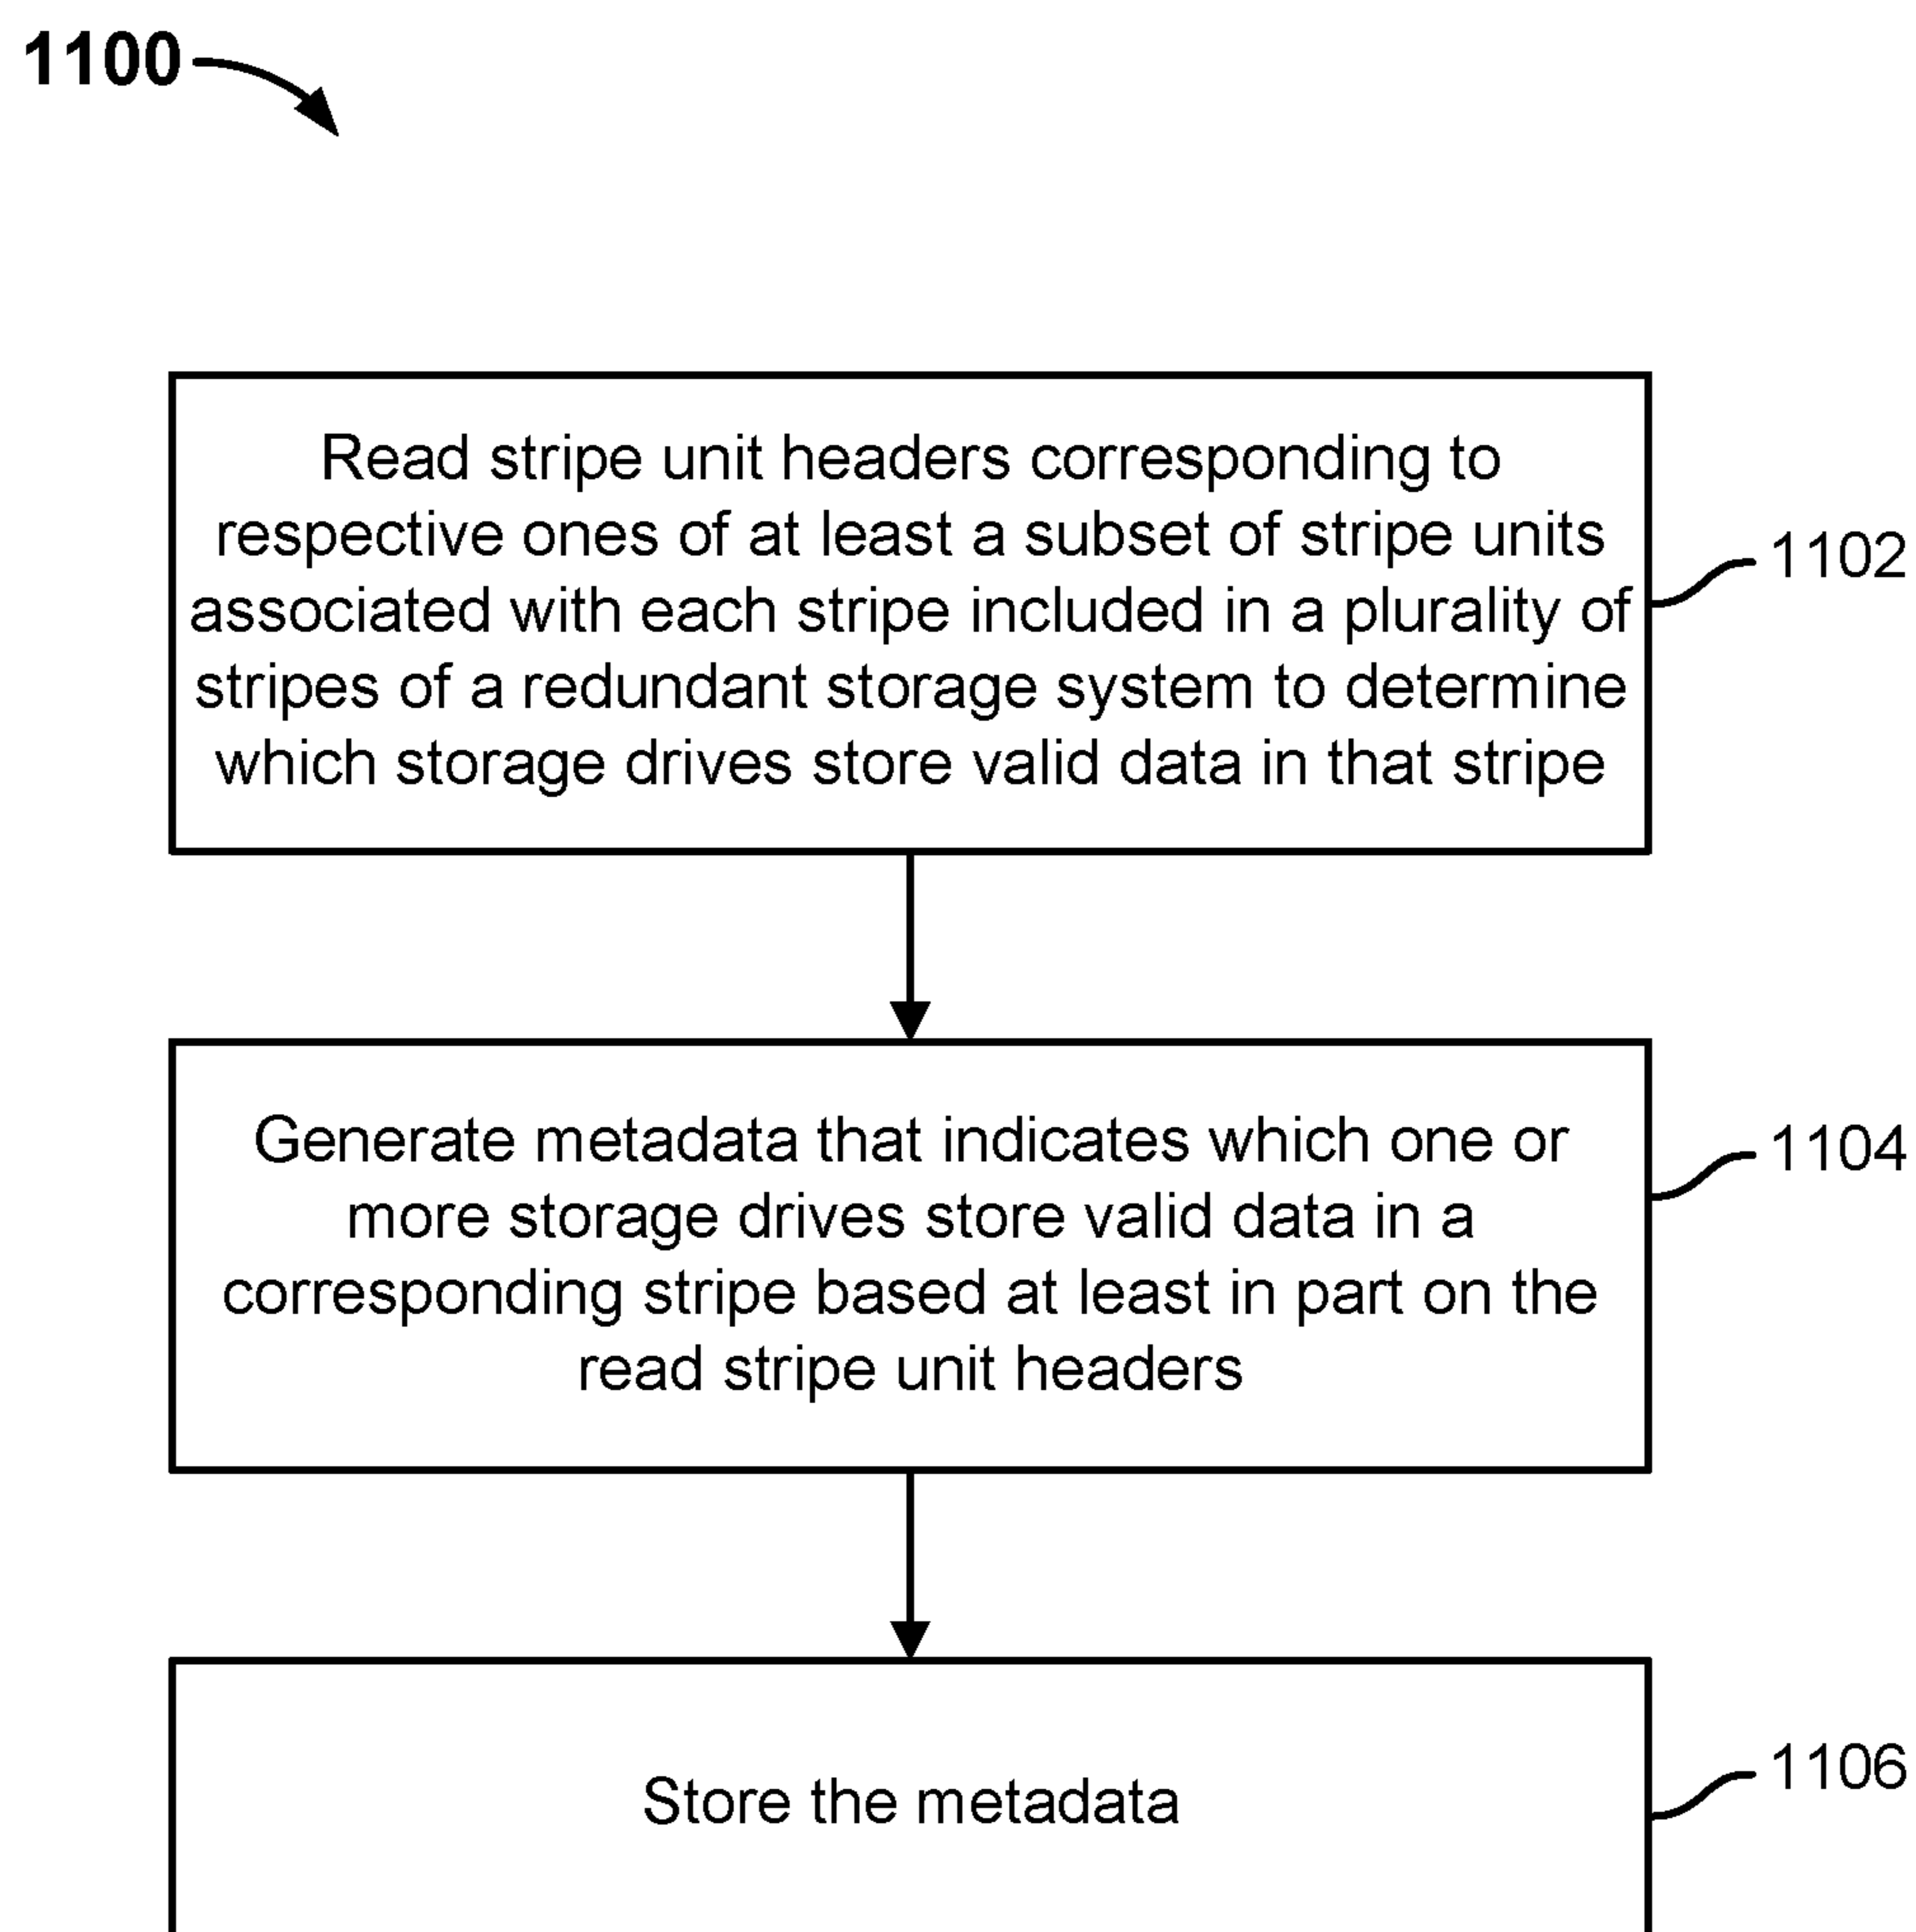 1100
Read stripe unit headers corresponding to
respective ones of at least a subset of stripe units
associated with each stripe included in a plurality of
stripes of a redundant storage system to determine
which storage drives store valid data in that stripe
1102
Generate metadata that indicates which one or
more storage drives store valid data in a
corresponding stripe based at least in part on the
read stripe unit headers
1104
Store the metadata
1106